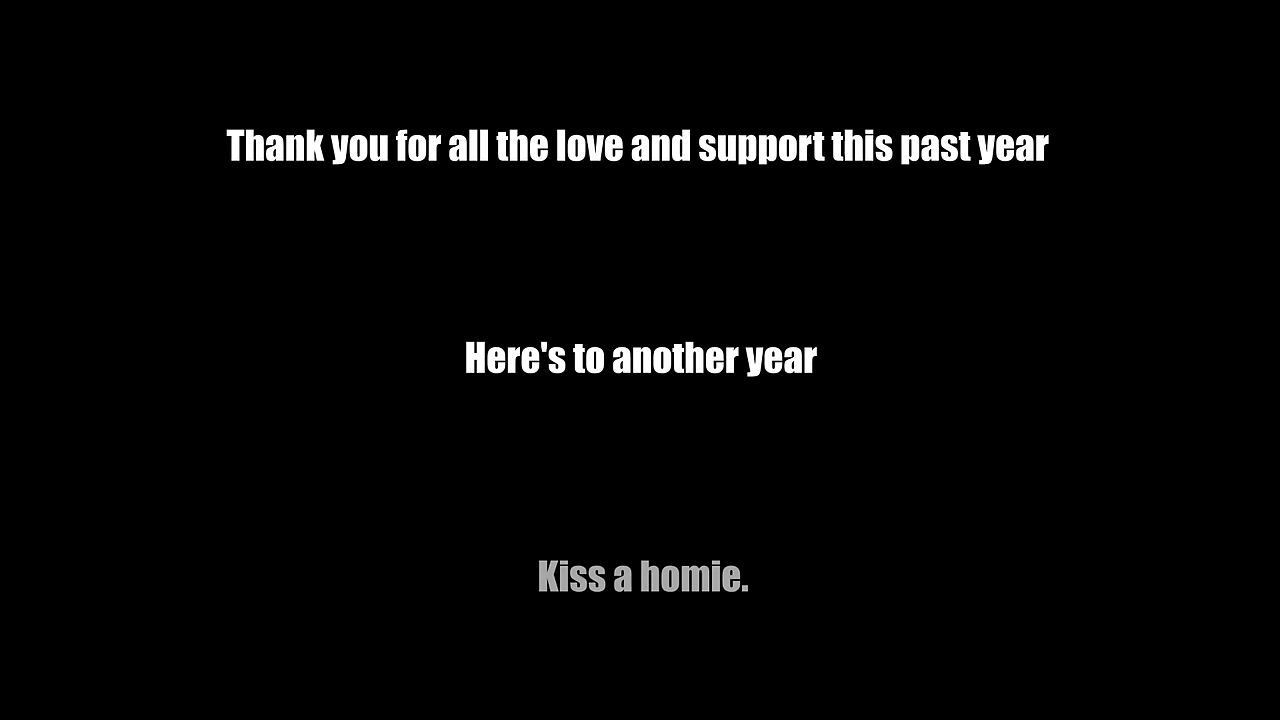 Thank you for all the love and support this past year
Here's to another year
Kiss a homie.